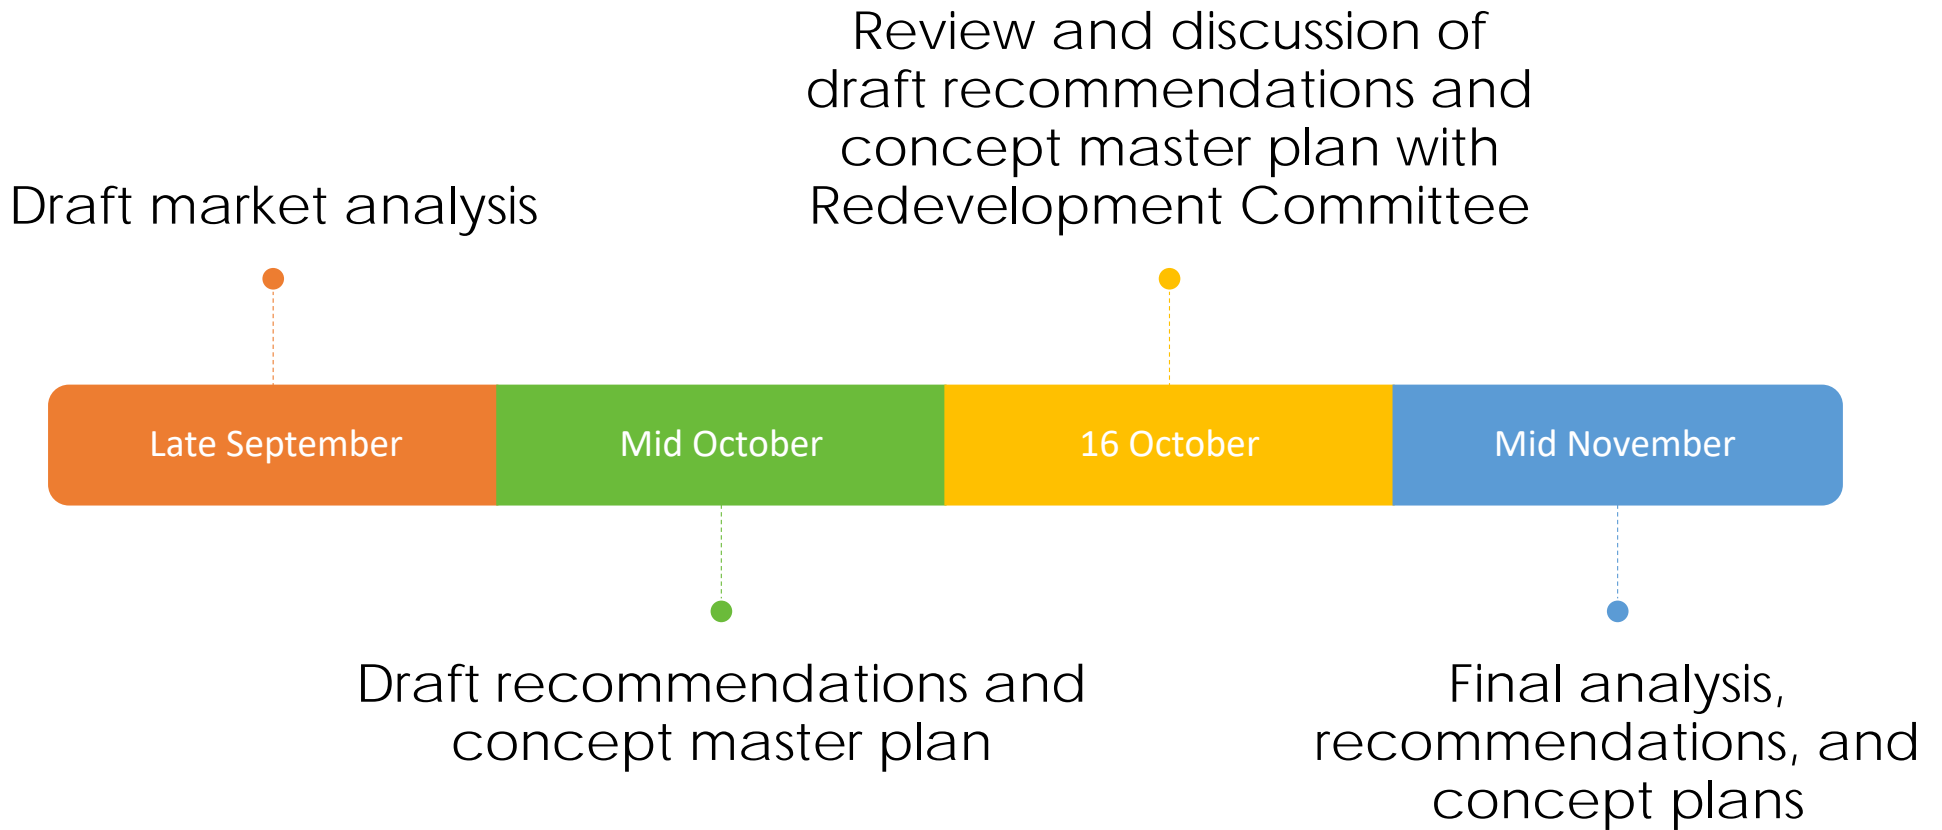 Review and discussion of
draft recommendations and
concept master plan with
Redevelopment Committee
Draft market analysis
Late September
Mid October
16 October
Mid November
Draft recommendations and
concept master plan
Final analysis,
recommendations, and
concept plans